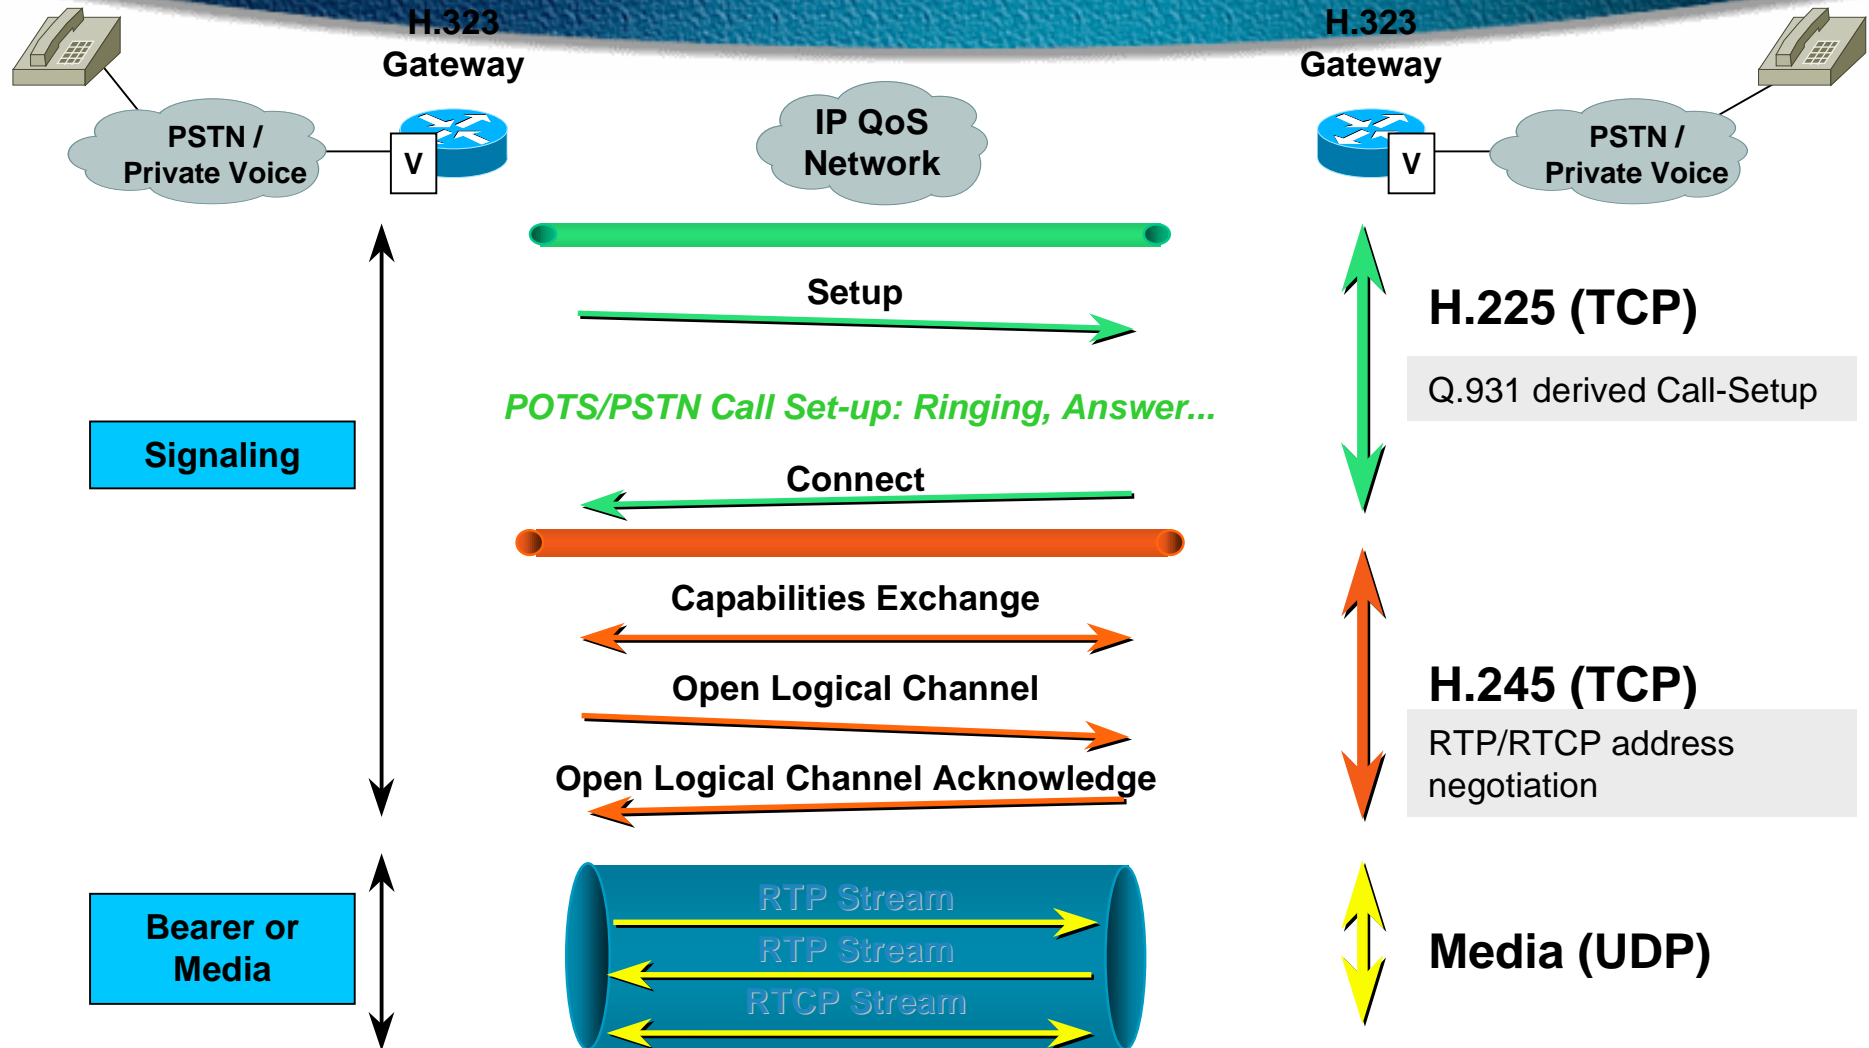 H.323
Gateway
H.323
Gateway
PSTN /
Private Voice
V
IP QoS
Network
V
PSTN /
Private Voice
Setup
H.225 (TCP)
Q.931 derived Call-Setup
POTS/PSTN Call Set-up: Ringing, Answer...
Signaling
Connect
Capabilities Exchange
Open Logical Channel
H.245 (TCP)
RTP/RTCP address
negotiation
Open Logical Channel Acknowledge
Bearer or
Media
RTP Stream
RTP Stream
RTCP Stream
Media (UDP)